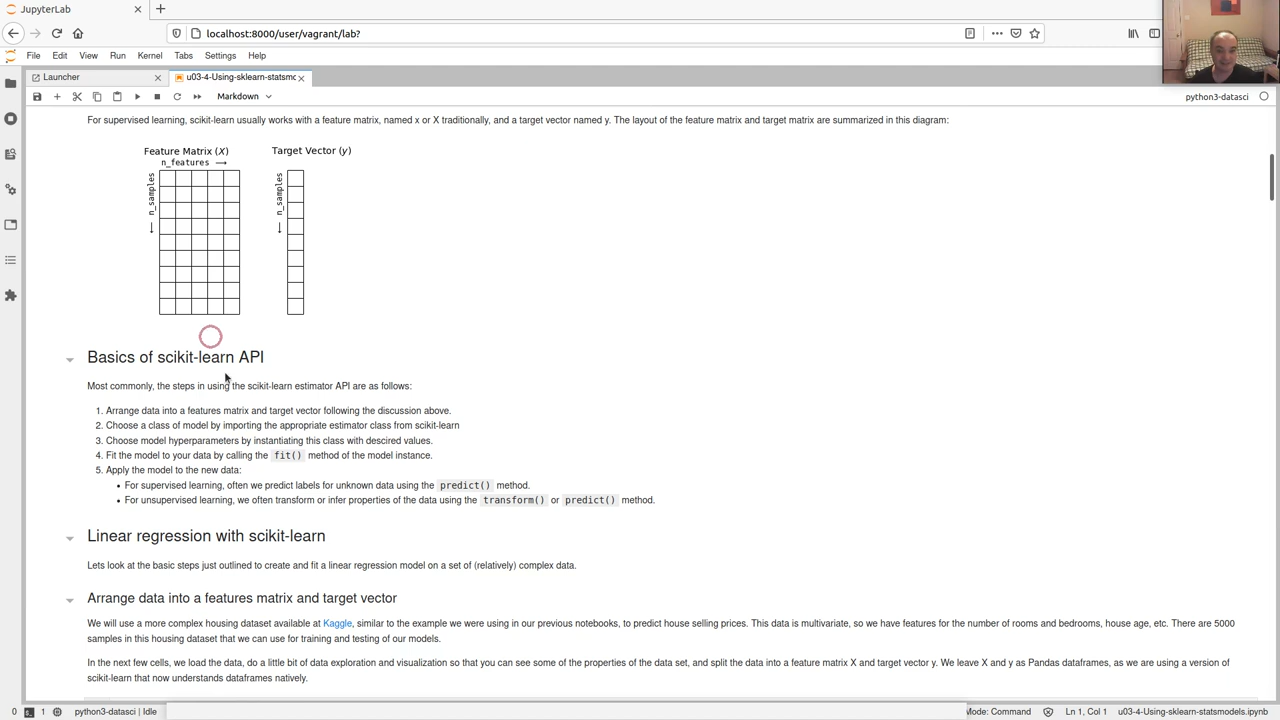 JupyterLab
localhost:8000/user/vagrant/lab?
File Edit View Run Kernel Tabs Settings Help
Launcher
u03-4-Using-sklearn-statsmo
Markdown
python3-datasci
For supervised learning, scikit-learn usually works with a feature matrix, named x or X traditionally, and a target vector named y. The layout of the feature matrix and target matrix are summarized in this diagram:
Feature Matrix (X)
Target Vector (y)
n_features
n_samples
n_samples
Basics of scikit-learn API
Most commonly, the steps in using the scikit-learn estimator API are as follows:
1. Arrange data into a features matrix and target vector following the discussion above.
2. Choose a class of model by importing the appropriate estimator class from scikit-learn
3. Choose model hyperparameters by instantiating this class with descired values.
4. Fit the model to your data by calling the fit() method of the model instance.
5. Apply the model to the new data:
• For supervised learning, often we predict labels for unknown data using the predict() method.
• For unsupervised learning, we often transform or infer properties of the data using the transform() or predict() method.
Linear regression with scikit-learn
Lets look at the basic steps just outlined to create and fit a linear regression model on a set of (relatively) complex data.
Arrange data into a features matrix and target vector
We will use a more complex housing dataset available at Kaggle, similar to the example we were using in our previous notebooks, to predict house selling prices. This data is multivariate, so we have features for the number of rooms and bedrooms, house age, etc. There are 5000
samples in this housing dataset that we can use for training and testing of our models.
In the next few cells, we load the data, do a little bit of data exploration and visualization so that you can see some of the properties of the data set, and split the data into a feature matrix X and target vector y. We leave X and y as Pandas dataframes, as we are using a version of
scikit-learn that now understands dataframes natively.
0
1
python3-datasci | Idle
Mode: Command
Ln 1, Col 1
u03-4-Using-sklearn-statsmodels.ipynb